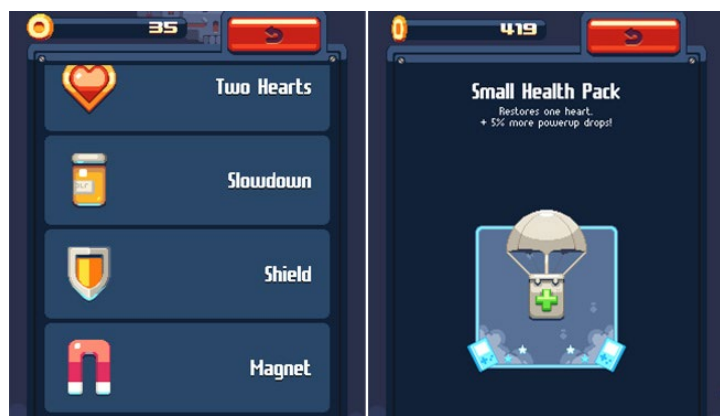 35
Two Hearts
Slowdown
Shield
Magnet
419
Small Health Pack
Restores one heart.
+ 5% more powerup drops!